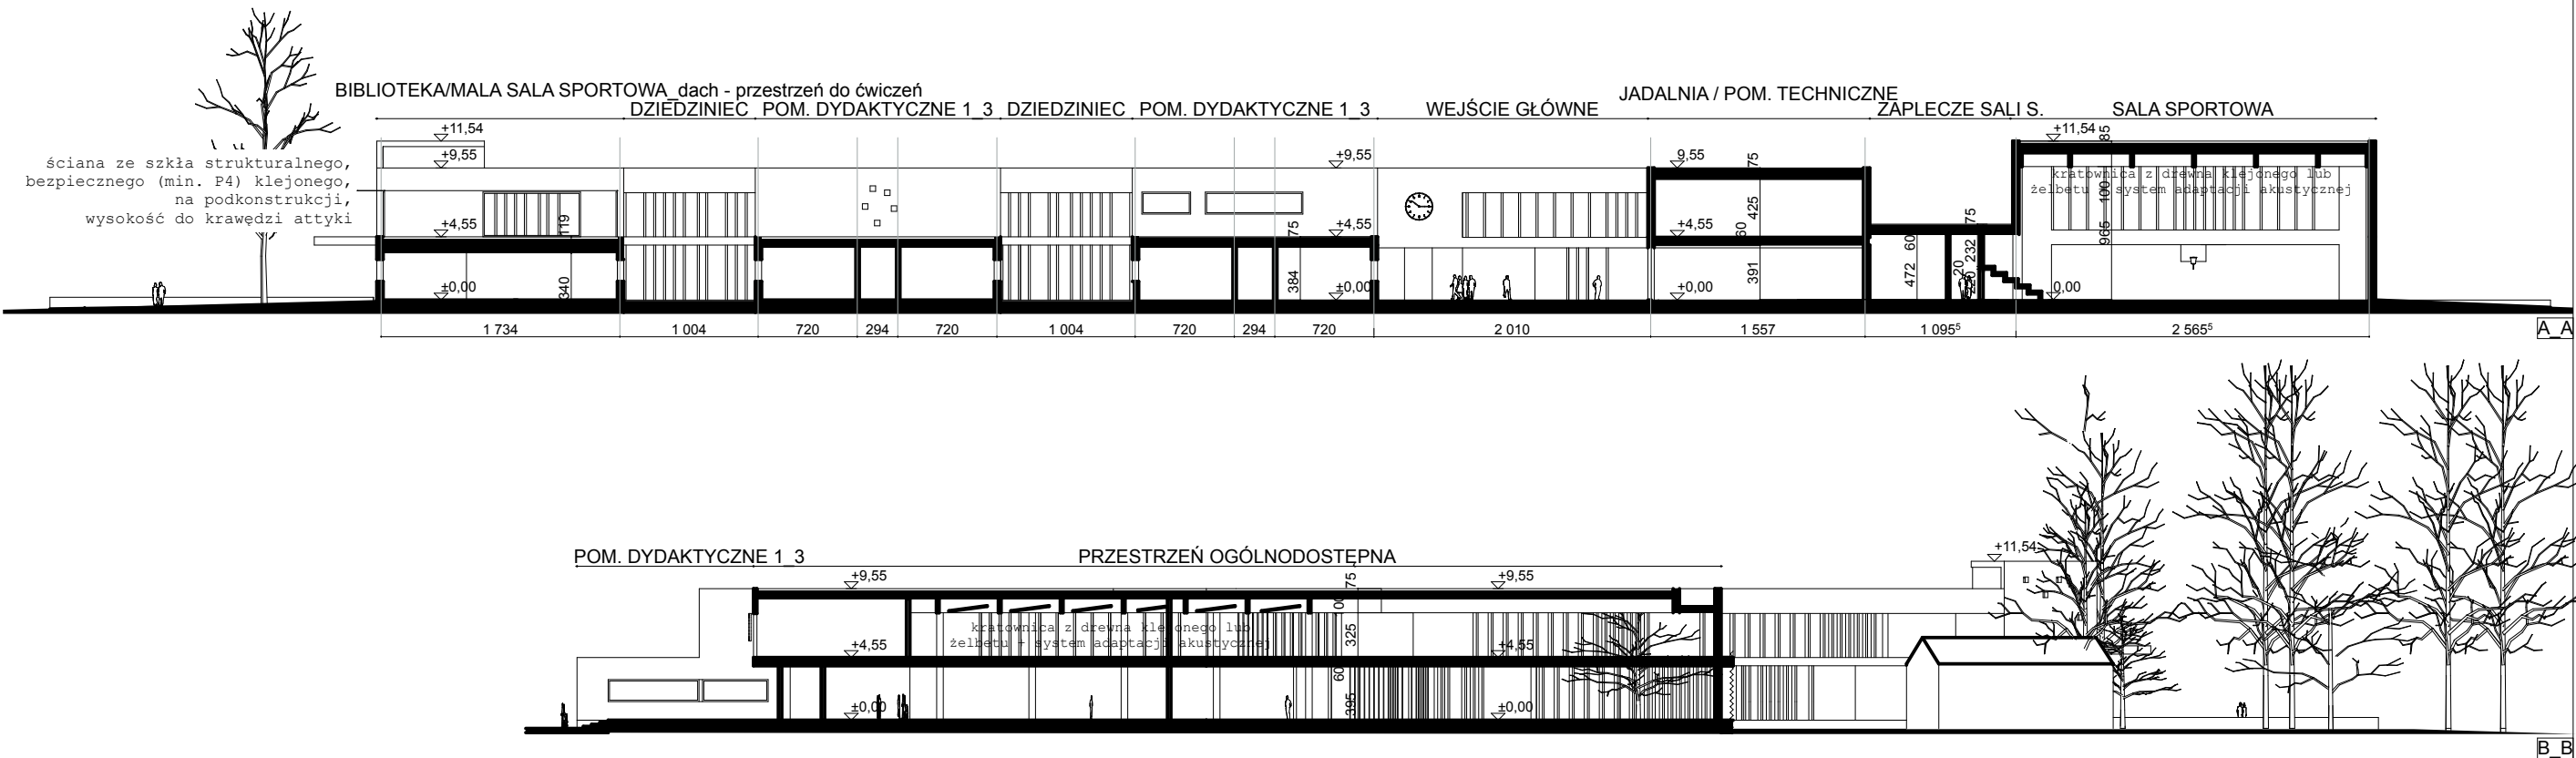 BIBLIOTEKA/MALA SALA SPORTOWA_dach - przestrzeń do ćwiczeń
JADALNIA / POM. TECHNICZNE
DZIEDZINIEC POM. DYDAKTYCZNE 1_3 DZIEDZINIEC POM. DYDAKTYCZNE 1_3 WEJŚCIE GŁÓWNE ZAPLECZE SALI S. SALA SPORTOWA
+11,54 +11,54 85
+9,55 +9,55 9,55 75
ściana ze szkła strukturalnego,
bezpiecznego (min. P4) klejonego,
na podkonstrukcji,
wysokość do krawędzi attyki
kratownica z drewna klejonego lub
żelbetu + system adaptacji akustycznej
100
119 425
+4,55 75 +4,55 60 +4,55 75
965
340 384 391 472 60 20 220 232
±0,00 ±0,00 ±0,00 0,00
1 734 1 004 720 294 720 1 004 720 294 720 2 010 1 557 1 095⁵ 2 565⁵
A_A
POM. DYDAKTYCZNE 1_3 PRZESTRZEŃ OGÓLNODOSTĘPNA
+11,54
+9,55 75 +9,55
kratownica z drewna klejonego lub
żelbetu + system adaptacji akustycznej
325
+4,55 +4,55
60
395
±0,00 ±0,00
B_B